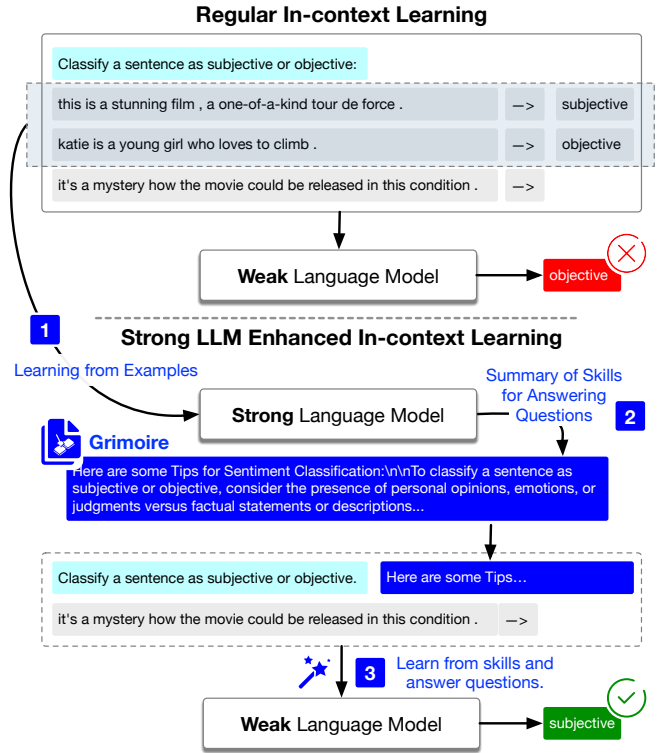 Regular In-context Learning
Classify a sentence as subjective or objective:
this is a stunning film , a one-of-a-kind tour de force . —> subjective
katie is a young girl who loves to climb . —> objective
it's a mystery how the movie could be released in this condition . —>
Weak Language Model
objective
Strong LLM Enhanced In-context Learning
1
Learning from Examples
Strong Language Model
Summary of Skills
for Answering
Questions
2
Grimoire
Here are some Tips for Sentiment Classification:\n\nTo classify a sentence as
subjective or objective, consider the presence of personal opinions, emotions, or
judgments versus factual statements or descriptions...
Classify a sentence as subjective or objective. Here are some Tips...
it's a mystery how the movie could be released in this condition . —>
3
Learn from skills and
answer questions.
Weak Language Model
subjective